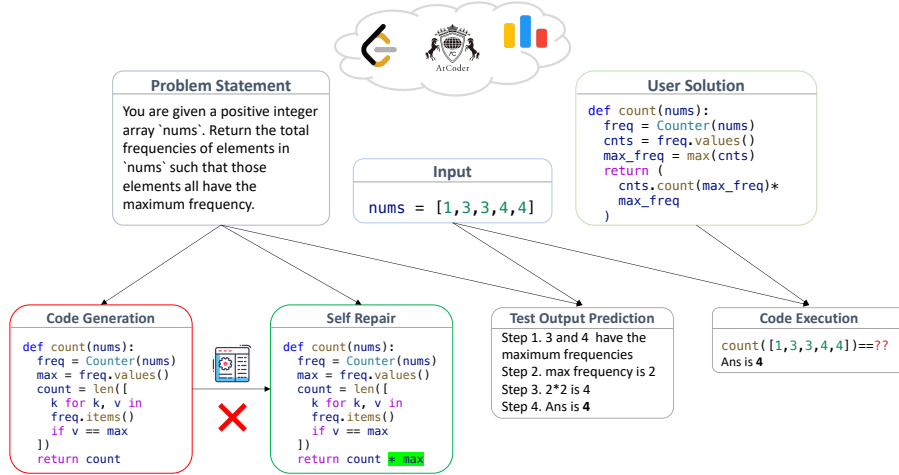 AtCoder
Problem Statement
You are given a positive integer
array `nums`. Return the total
frequencies of elements in
`nums` such that those
elements all have the
maximum frequency.
Input
nums = [1,3,3,4,4]
User Solution
def count(nums):
  freq = Counter(nums)
  cnts = freq.values()
  max_freq = max(cnts)
  return (
    cnts.count(max_freq)*
    max_freq
  )
Code Generation
def count(nums):
  freq = Counter(nums)
  max = freq.values()
  count = len([
    k for k, v in
    freq.items()
    if v == max
  ])
  return count
Self Repair
def count(nums):
  freq = Counter(nums)
  max = freq.values()
  count = len([
    k for k, v in
    freq.items()
    if v == max
  ])
  return count * max
Test Output Prediction
Step 1. 3 and 4 have the
maximum frequencies
Step 2. max frequency is 2
Step 3. 2*2 is 4
Step 4. Ans is 4
Code Execution
count([1,3,3,4,4])==??
Ans is 4